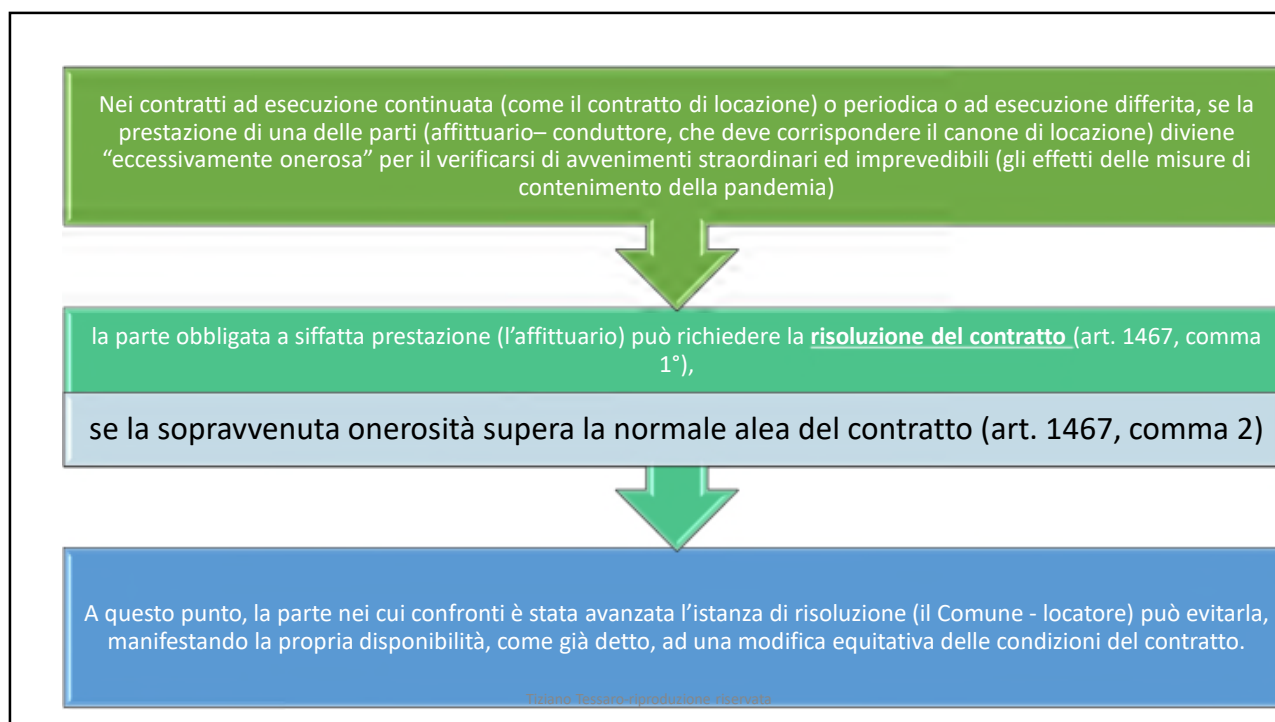 Nei contratti ad esecuzione continuata (come il contratto di locazione) o periodica o ad esecuzione differita, se la
prestazione di una delle parti (affittuario– conduttore, che deve corrispondere il canone di locazione) diviene
“eccessivamente onerosa” per il verificarsi di avvenimenti straordinari ed imprevedibili (gli effetti delle misure di
contenimento della pandemia)
la parte obbligata a siffatta prestazione (l’affittuario) può richiedere la risoluzione del contratto (art. 1467, comma
1°),
se la sopravvenuta onerosità supera la normale alea del contratto (art. 1467, comma 2)
A questo punto, la parte nei cui confronti è stata avanzata l’istanza di risoluzione (il Comune - locatore) può evitarla,
manifestando la propria disponibilità, come già detto, ad una modifica equitativa delle condizioni del contratto.
Tiziano Tessaro riproduzione riservata